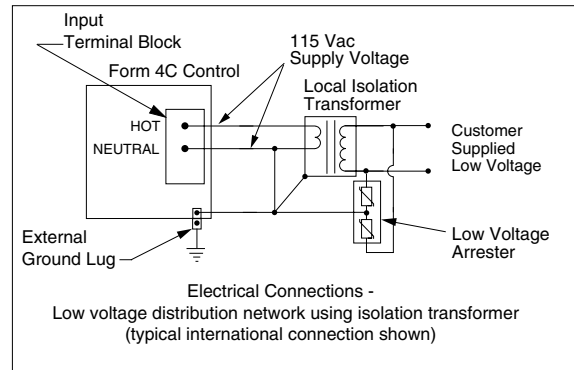 Input
Terminal Block
Form 4C Control
115 Vac
Supply Voltage
Local Isolation
Transformer
HOT
NEUTRAL
Customer
Supplied
Low Voltage
External
Ground Lug
Low Voltage
Arrester
Electrical Connections -
Low voltage distribution network using isolation transformer
(typical international connection shown)